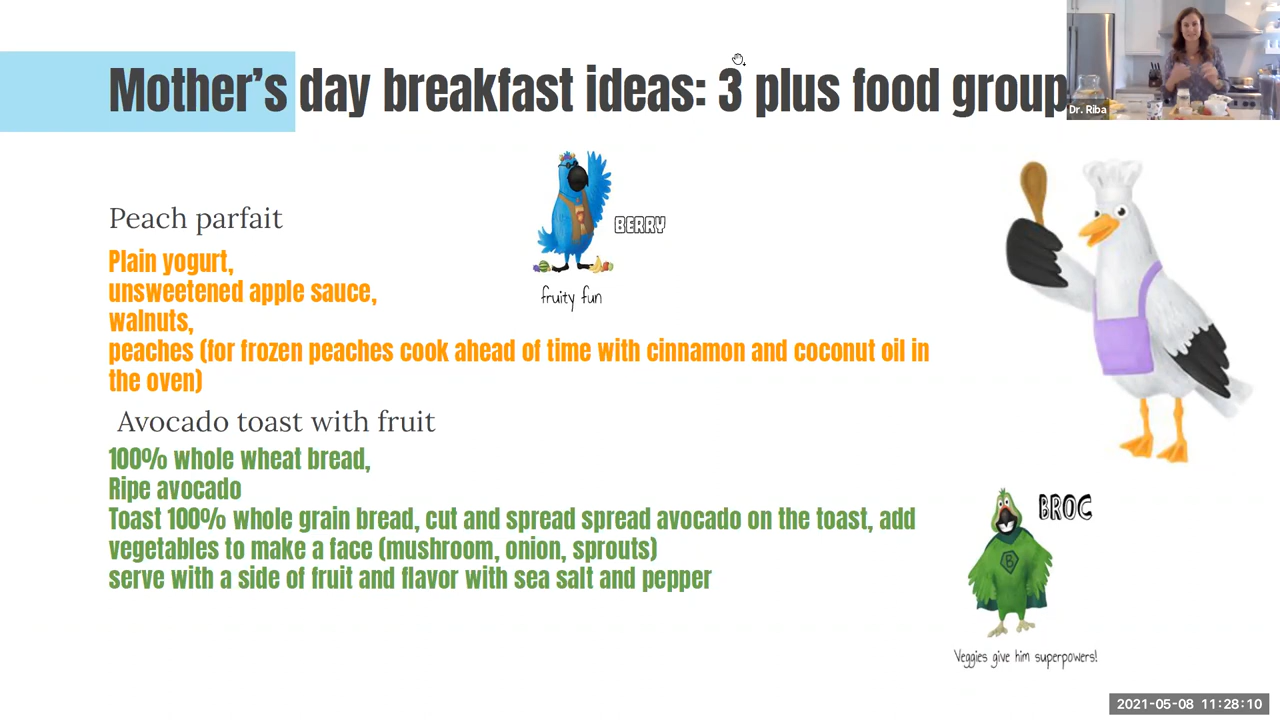 Mother's day breakfast ideas: 3 plus food group
Dr. Riba
Peach parfait
BERRY
Plain yogurt,
unsweetened apple sauce,
fruity fun
walnuts,
peaches (for frozen peaches cook ahead of time with cinnamon and coconut oil in
the oven)
Avocado toast with fruit
100% whole wheat bread,
Ripe avocado
BROC
Toast 100% whole grain bread, cut and spread spread avocado on the toast, add
vegetables to make a face (mushroom, onion, sprouts)
serve with a side of fruit and flavor with sea salt and pepper
B
Veggies give him superpowers!
2021-05-08 11:28:10